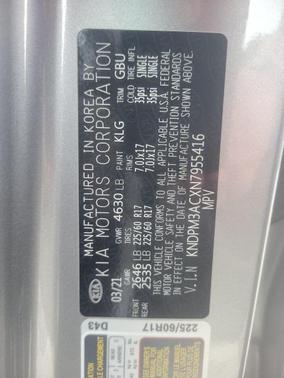 MANUFACTURED IN KOREA BY
KIA MOTORS CORPORATION
KIA
03/21 GVWR 4630 LB PAINT KLG TRIM GBU
GAWR RIMS COLD TIRE INFL
FRONT 2646 LB 225/60 R17 7.0Jx17 35psi SINGLE
REAR 2535 LB 225/60 R17 7.0Jx17 35psi SINGLE
THIS VEHICLE CONFORMS TO ALL APPLICABLE U.S.A. FEDERAL
MOTOR VEHICLE SAFETY AND THEFT PREVENTION STANDARDS
IN EFFECT ON THE DATE OF MANUFACTURE SHOWN ABOVE.
V.I.N KNDPM3ACXN7955416
MPV
D43
225/60R17